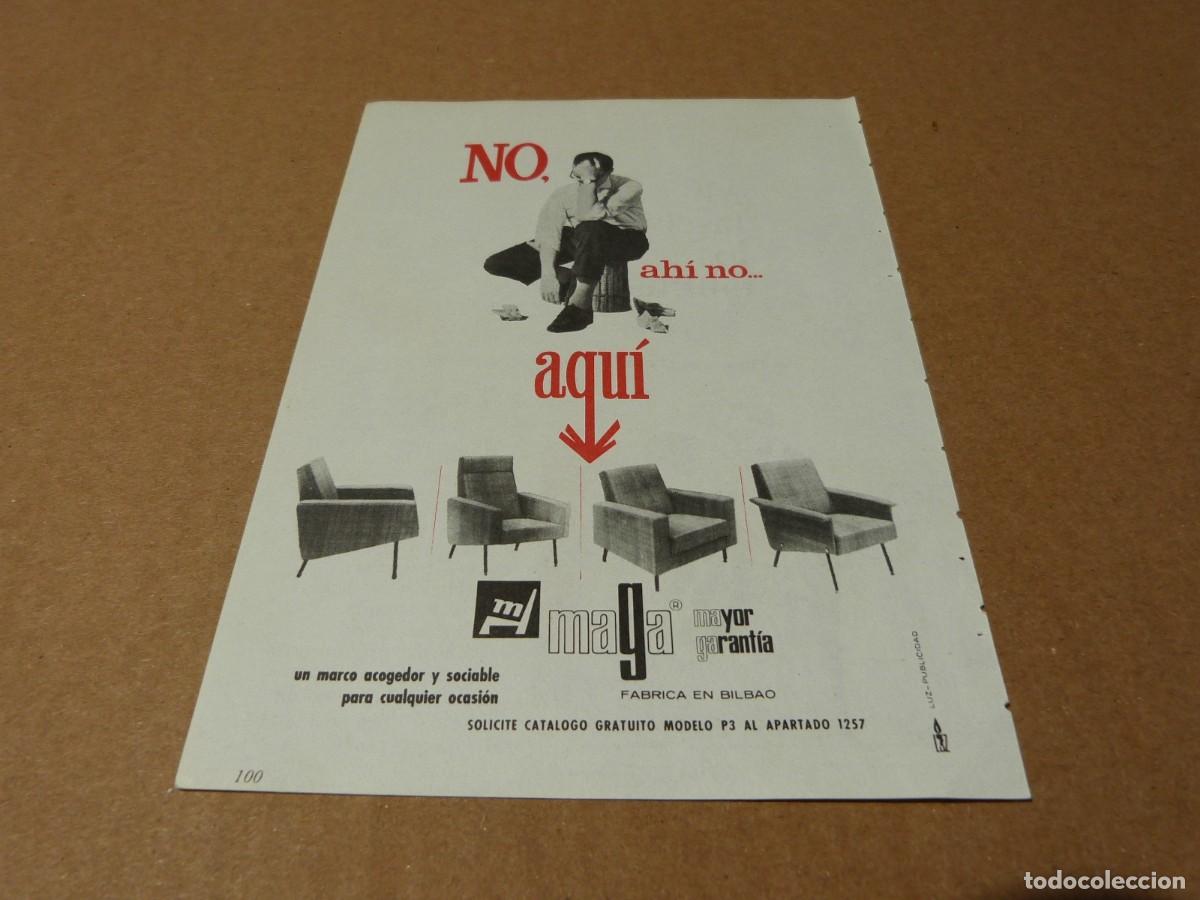 NO,
ahí no...
aquí
m
maga® mayor
garantía
un marco acogedor y sociable
para cualquier ocasión
FABRICA EN BILBAO
SOLICITE CATALOGO GRATUITO MODELO P3 AL APARTADO 1257
LUZ-PUBLICIDAD
100
todocoleccion